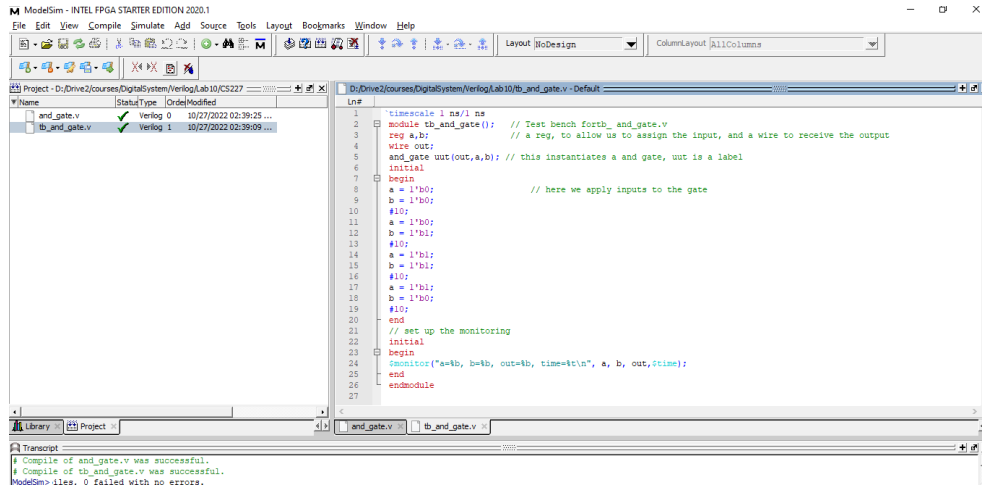 ModelSim - INTEL FPGA STARTER EDITION 2020.1
File Edit View Compile Simulate Add Source Tools Layout Bookmarks Window Help
Layout NoDesign
ColumnLayout AllColumns
Project - D:/Drive2/courses/DigitalSystem/Verilog/Lab10/CS227
Name Status Type Order Modified
and_gate.v Verilog 0 10/27/2022 02:39:25 ...
tb_and_gate.v Verilog 1 10/27/2022 02:39:09 ...
Library
Project
D:/Drive2/courses/DigitalSystem/Verilog/Lab10/tb_and_gate.v - Default
Ln#
1 `timescale 1 ns/1 ns
2 module tb_and_gate(); // Test bench fortb_ and_gate.v
3 reg a,b; // a reg, to allow us to assign the input, and a wire to receive the output
4 wire out;
5 and_gate uut(out,a,b); // this instantiates a and gate, uut is a label
6 initial
7 begin
8 a = 1'b0; // here we apply inputs to the gate
9 b = 1'b0;
10 #10;
11 a = 1'b0;
12 b = 1'b1;
13 #10;
14 a = 1'b1;
15 b = 1'b1;
16 #10;
17 a = 1'b1;
18 b = 1'b0;
19 #10;
20 end
21 // set up the monitoring
22 initial
23 begin
24 $monitor("a=%b, b=%b, out=%b, time=%t\n", a, b, out,$time);
25 end
26 endmodule
27
and_gate.v
tb_and_gate.v
Transcript
# Compile of and_gate.v was successful.
# Compile of tb_and_gate.v was successful.
ModelSim> iles, 0 failed with no errors.